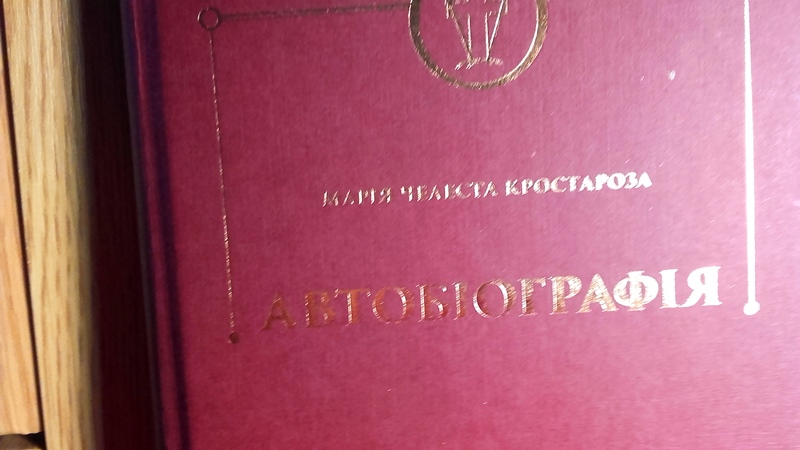 МАРІЯ ЧЕЛЕСТА КРОСТАРОЗА
АВТОБІОГРАФІЯ